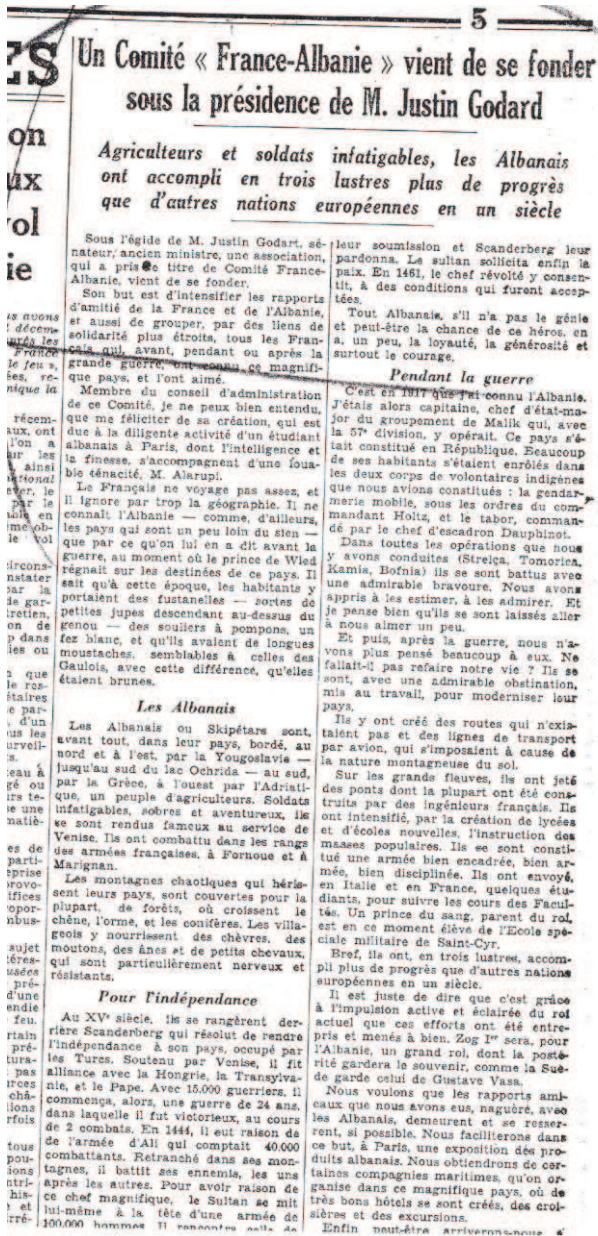 5
ES
Un Comité « France-Albanie » vient de se fonder
sous la présidence de M. Justin Godard
Agriculteurs et soldats infatigables, les Albanais
ont accompli en trois lustres plus de progrès
que d'autres nations européennes en un siècle
Sous l'égide de M. Justin Godart, sé-
nateur, ancien ministre, une association,
qui a pris le titre de Comité France-
Albanie, vient de se fonder.
Son but est d'intensifier les rapports
d'amitié de la France et de l'Albanie,
et aussi de grouper, par des liens de
solidarité plus étroits, tous les Fran-
çais qui, avant, pendant ou après la
grande guerre, ont connu ce magnifi-
que pays, et l'ont aimé.
Membre du conseil d'administration
de ce Comité, je ne peux bien entendu,
que me féliciter de sa création, qui est
due à la diligente activité d'un étudiant
albanais à Paris, dont l'intelligence et
la finesse, s'accompagnent d'une loua-
ble ténacité, M. Alarupi.
Le Français ne voyage pas assez, et
il ignore par trop la géographie. Il ne
connaît l'Albanie — comme, d'ailleurs,
les pays qui sont un peu loin du sien —
que par ce qu'on lui en a dit avant la
guerre, au moment où le prince de Wied
régnait sur les destinées de ce pays. Il
sait qu'à cette époque, les habitants y
portaient des fustanelles — sortes de
petites jupes descendant au-dessus du
genou — des souliers à pompons, un
fez blanc, et qu'ils avaient de longues
moustaches, semblables à celles des
Gaulois, avec cette différence, qu'elles
étaient brunes.
Les Albanais
Les Albanais ou Skipétars sont,
avant tout, dans leur pays, bordé, au
nord et à l'est, par la Yougoslavie —
jusqu'au sud du lac Ochrida — au sud,
par la Grèce, à l'ouest par l'Adriati-
que, un peuple d'agriculteurs. Soldats
infatigables, sobres et aventureux, ils
se sont rendus fameux au service de
Venise. Ils ont combattu dans les rangs
des armées françaises, à Fornoue et à
Marignan.
Les montagnes chaotiques qui héris-
sent leurs pays, sont couvertes pour la
plupart, de forêts, où croissent le
chêne, l'orme, et les conifères. Les villa-
geois y nourrissent des chèvres, des
moutons, des ânes et de petits chevaux,
qui sont particulièrement nerveux et
résistants.
Pour l'indépendance
Au XVe siècle, ils se rangèrent der-
rière Scanderberg qui résolut de rendre
l'indépendance à son pays, occupé par
les Turcs. Soutenu par Venise, il fit
alliance avec la Hongrie, la Transylva-
nie, et le Pape. Avec 15.000 guerriers, il
commença, alors, une guerre de 24 ans,
dans laquelle il fut victorieux, au cours
de 2 combats. En 1444, il eut raison de
de l'armée d'Ali qui comptait 40.000
combattants. Retranché dans ses mon-
tagnes, il battit ses ennemis, les uns
après les autres. Pour avoir raison de
ce chef magnifique, le Sultan se mit
lui-même à la tête d'une armée de
100.000 hommes. Il rencontra celle de
leur soumission et Scanderberg leur
pardonna. Le sultan sollicita enfin la
paix. En 1461, le chef révolté y consen-
tit, à des conditions qui furent accep-
tées.
Tout Albanais, s'il n'a pas le génie
et peut-être la chance de ce héros, en
a, un peu, la loyauté, la générosité et
surtout le courage.
Pendant la guerre
C'est en 1917 que j'ai connu l'Albanie.
J'étais alors capitaine, chef d'état-ma-
jor du groupement de Malik qui, avec
la 57e division, y opérait. Ce pays s'é-
tait constitué en République. Beaucoup
de ses habitants s'étaient enrôlés dans
les deux corps de volontaires indigènes
que nous avions constitués : la gendar-
merie mobile, sous les ordres du com-
mandant Holtz, et le tabor, comman-
dé par le chef d'escadron Dauphinot.
Dans toutes les opérations que nous
y avons conduites (Streiça, Tomorica,
Kamia, Bofnia) ils se sont battus avec
une admirable bravoure. Nous avons
appris à les estimer, à les admirer. Et
je pense bien qu'ils se sont laissés aller
à nous aimer un peu.
Et puis, après la guerre, nous n'a-
vons plus pensé beaucoup à eux. Ne
fallait-il pas refaire notre vie ? Ils se
sont, avec une admirable obstination,
mis au travail, pour moderniser leur
pays.
Ils y ont créé des routes qui n'exis-
taient pas et des lignes de transport
par avion, qui s'imposaient à cause de
la nature montagneuse du sol.
Sur les grands fleuves, ils ont jeté
des ponts dont la plupart ont été cons-
truits par des ingénieurs français. Ils
ont intensifié, par la création de lycées
et d'écoles nouvelles, l'instruction des
masses populaires. Ils se sont consti-
tué une armée bien encadrée, bien ar-
mée, bien disciplinée. Ils ont envoyé,
en Italie et en France, quelques étu-
diants, pour suivre les cours des Facul-
tés. Un prince du sang, parent du roi,
est en ce moment élève de l'Ecole spé-
ciale militaire de Saint-Cyr.
Bref, ils ont, en trois lustres, accom-
pli plus de progrès que d'autres nations
européennes en un siècle.
Il est juste de dire que c'est grâce
à l'impulsion active et éclairée du roi
actuel que ces efforts ont été entre-
pris et menés à bien. Zog Ier sera, pour
l'Albanie, un grand roi, dont la posté-
rité gardera le souvenir, comme la Suè-
de garde celui de Gustave Vasa.
Nous voulons que les rapports ami-
caux que nous avons eus, naguère, avec
les Albanais, demeurent et se resser-
rent, si possible. Nous faciliterons dans
ce but, à Paris, une exposition des pro-
duits albanais. Nous obtiendrons de cer-
taines compagnies maritimes, qu'on or-
ganise dans ce magnifique pays, où de
très bons hôtels se sont créés, des croi-
sières et des excursions.
Enfin peut-être arriverons-nous